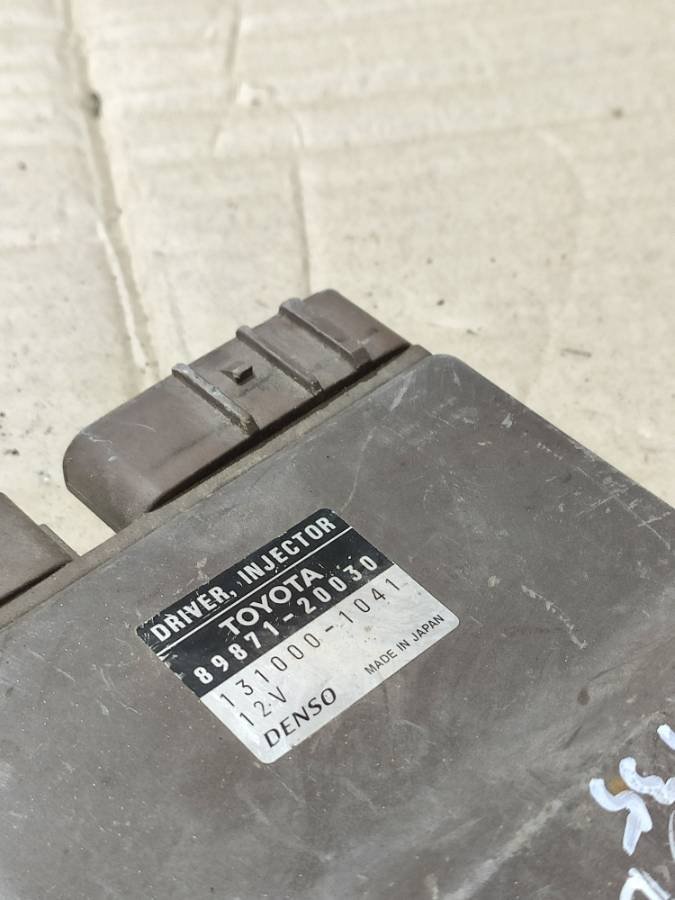 DRIVER, INJECTOR
TOYOTA
89871-20030
131000-1041
12V
DENSO MADE IN JAPAN